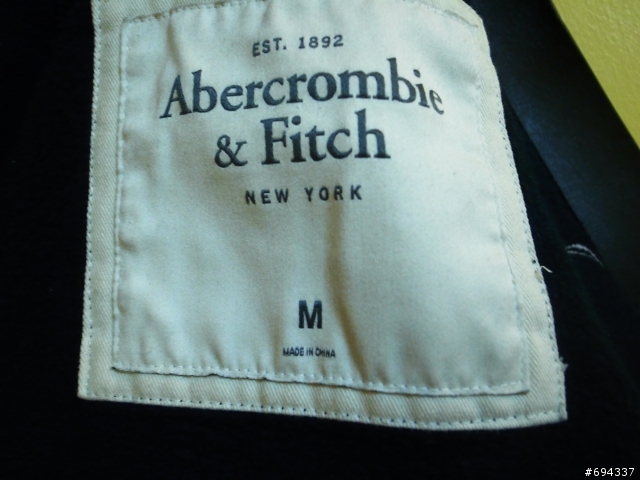 EST. 1892
Abercrombie
& Fitch
NEW YORK
M
MADE IN CHINA
#694337